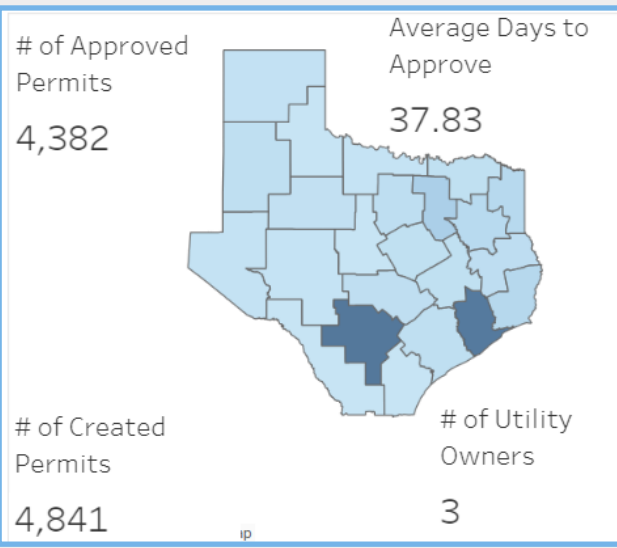 # of Approved
Permits
4,382
Average Days to
Approve
37.83
# of Created
Permits
4,841
# of Utility
Owners
3